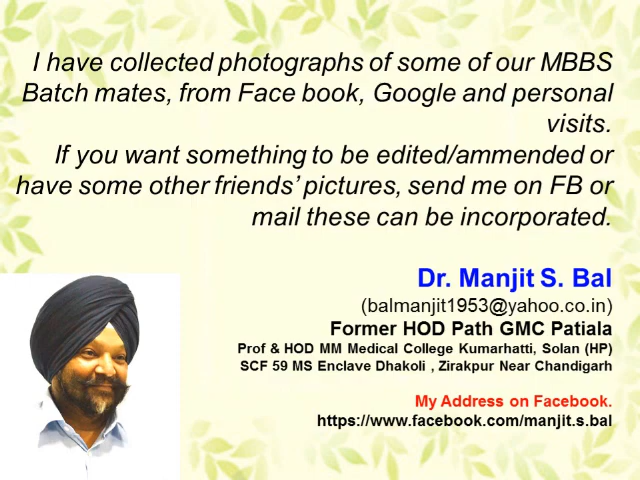 I have collected photographs of some of our MBBS
Batch mates, from Face book, Google and personal
visits.
If you want something to be edited/ammended or
have some other friends' pictures, send me on FB or
mail these can be incorporated.
Dr. Manjit S. Bal
(balmanjit1953@yahoo.co.in)
Former HOD Path GMC Patiala
Prof & HOD MM Medical College Kumarhatti, Solan (HP)
SCF 59 MS Enclave Dhakoli , Zirakpur Near Chandigarh
My Address on Facebook.
https://www.facebook.com/manjit.s.bal